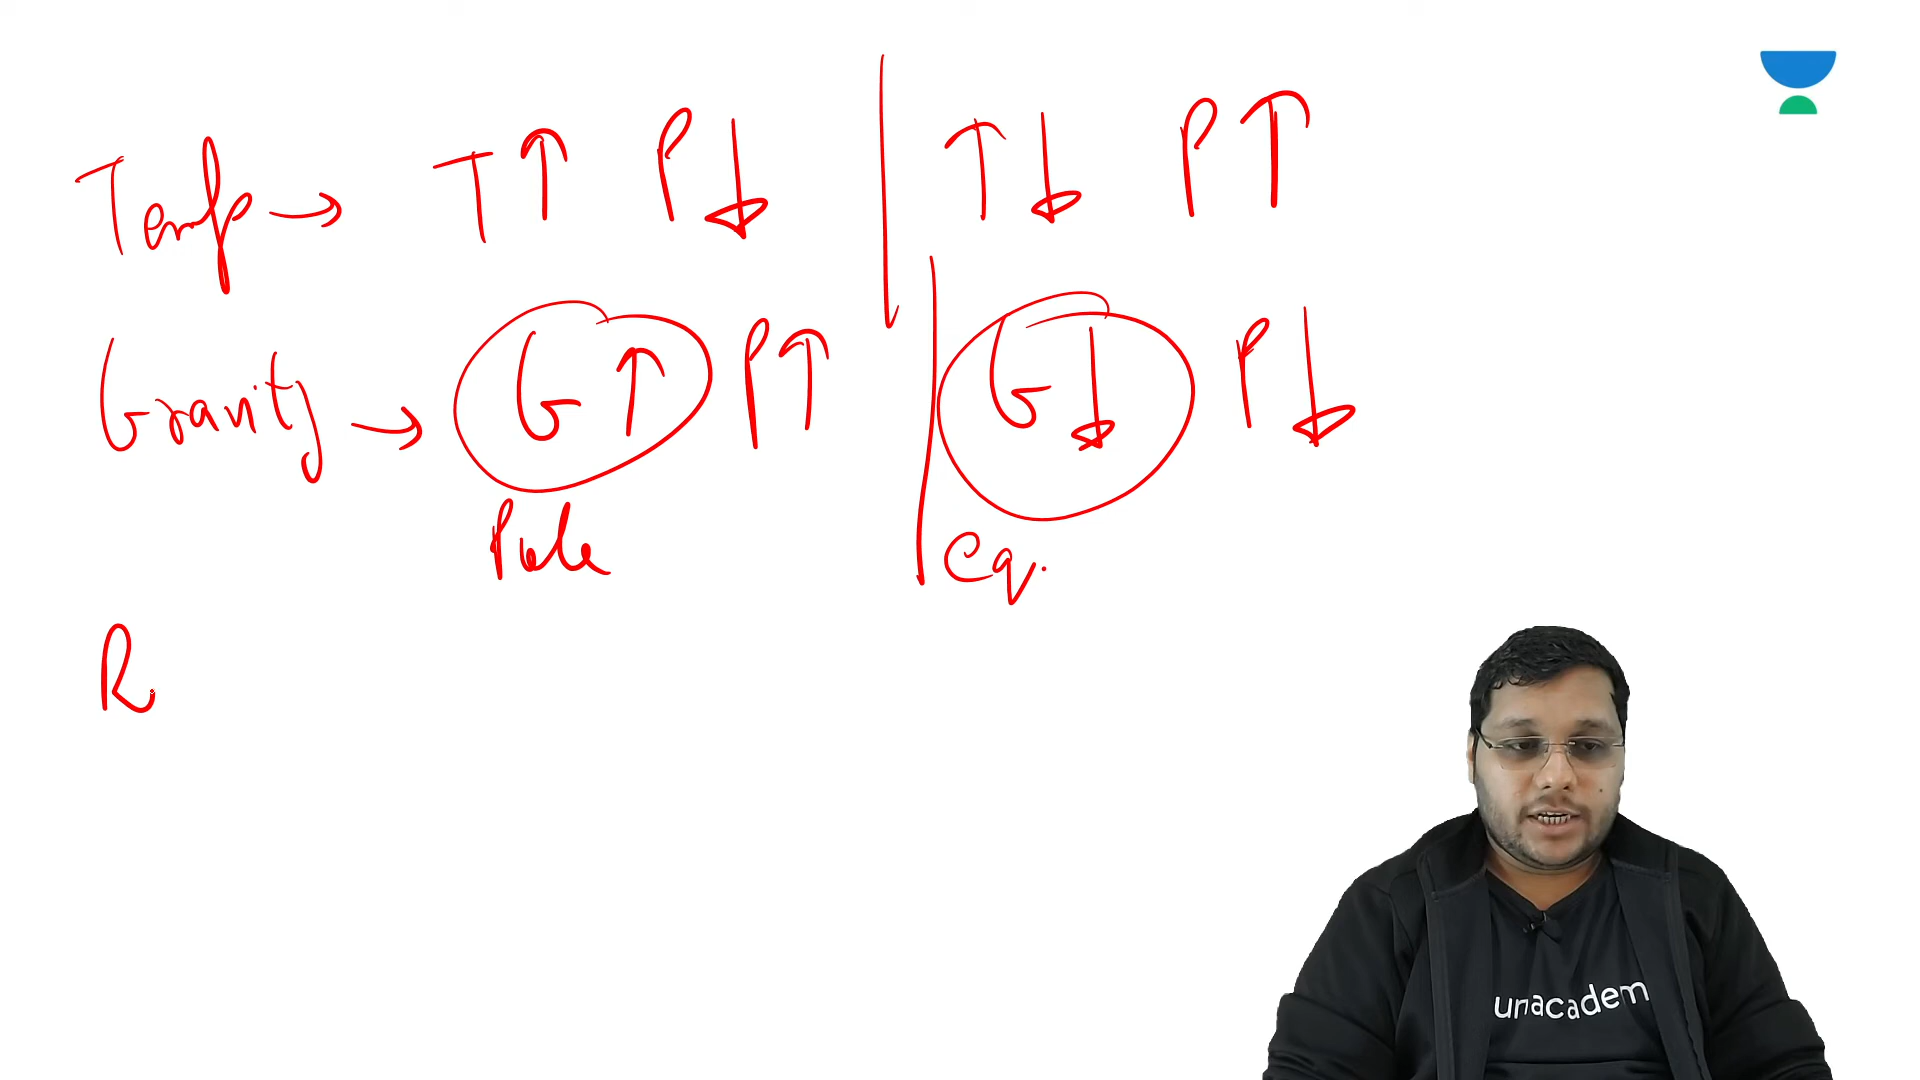 Temp → T↑ P↓ | T↓ P↑
Gravity → G↑ P↑ | G↓ P↓
Pole eq.
R
unacadem